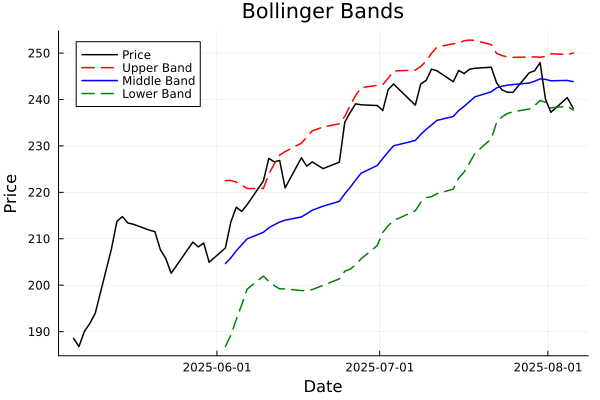 Bollinger Bands
Price
Upper Band
Middle Band
Lower Band
250
240
230
220
210
200
190
Price
2025-06-01
2025-07-01
2025-08-01
Date